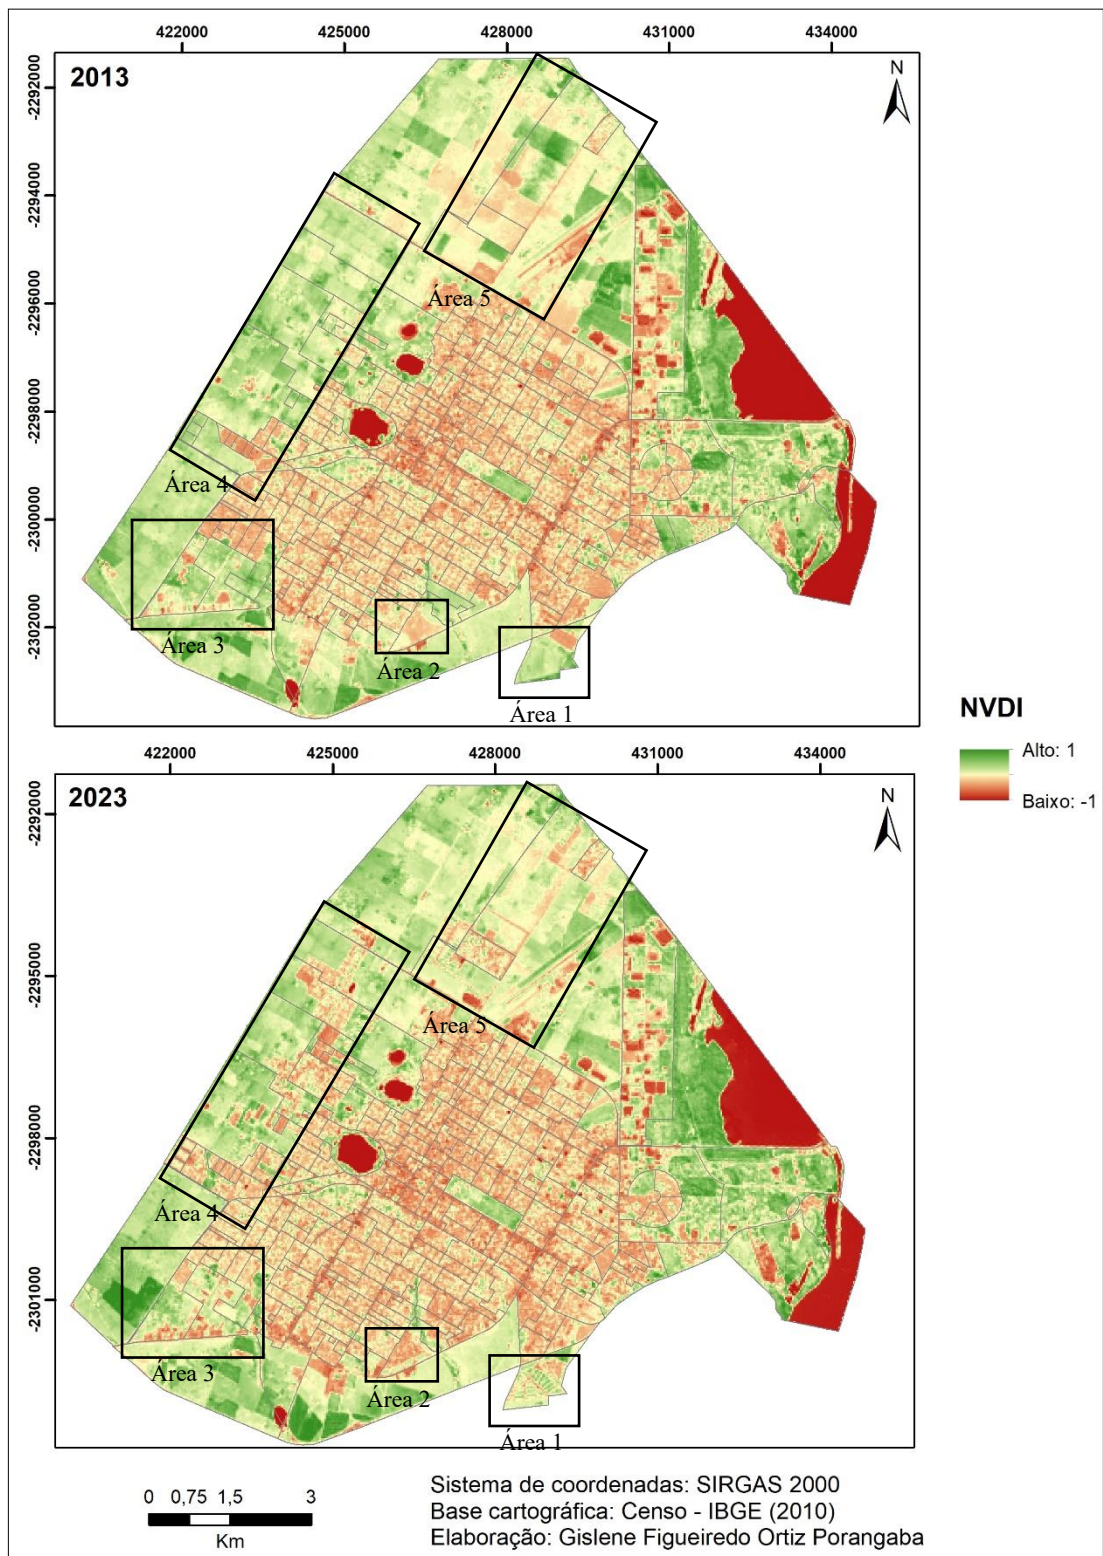 422000 425000 428000 431000 434000
2013
N
-2292000
-2294000
-2296000
-2298000
-2300000
-2302000
Área 5
Área 4
Área 3
Área 2
Área 1
NVDI
Alto: 1
Baixo: -1
422000 425000 428000 431000 434000
2023
N
-2292000
-2295000
-2298000
-2301000
Área 5
Área 4
Área 3
Área 2
Área 1
0 0,75 1,5 3
Km
Sistema de coordenadas: SIRGAS 2000
Base cartográfica: Censo - IBGE (2010)
Elaboração: Gislene Figueiredo Ortiz Porangaba